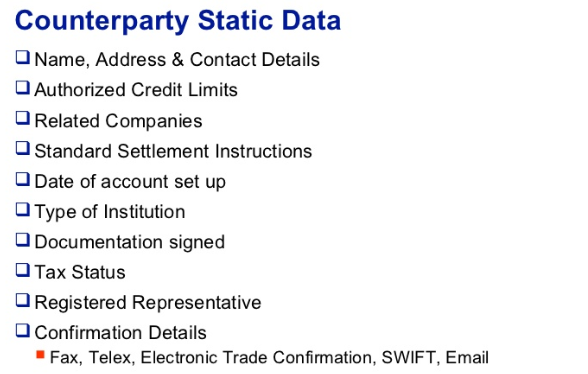 Counterparty Static Data
Name, Address & Contact Details
Authorized Credit Limits
Related Companies
Standard Settlement Instructions
Date of account set up
Type of Institution
Documentation signed
Tax Status
Registered Representative
Confirmation Details
Fax, Telex, Electronic Trade Confirmation, SWIFT, Email